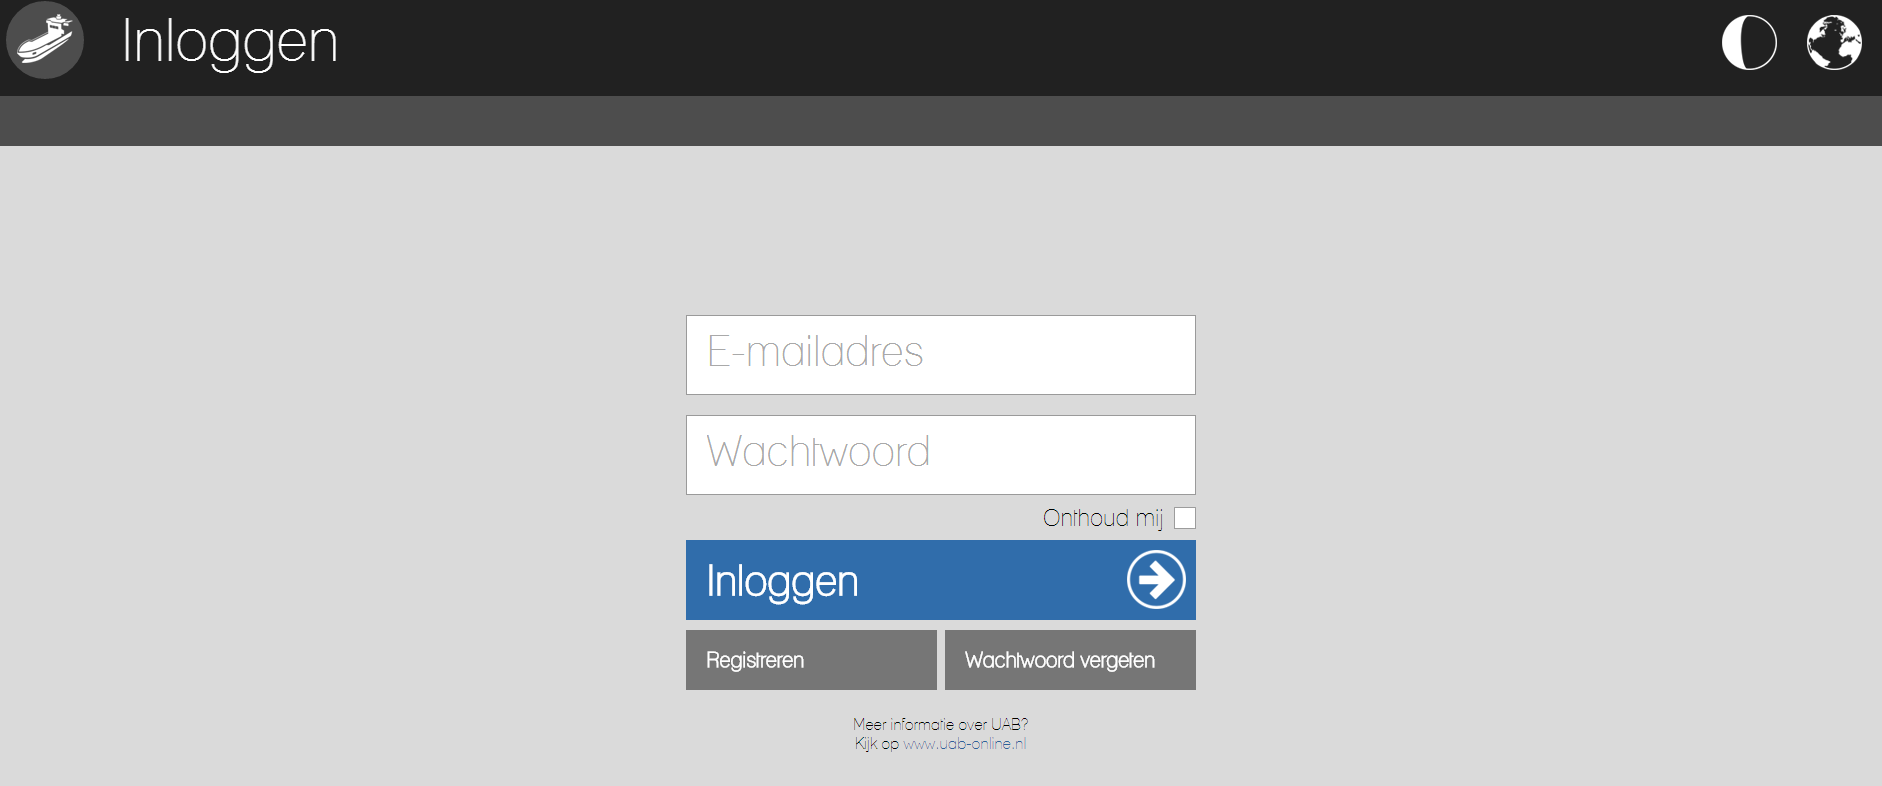 Inloggen
E-mailadres
Wachtwoord
Onthoud mij
Inloggen
Registreren
Wachtwoord vergeten
Meer informatie over UAB?
Kijk op www.uab-online.nl